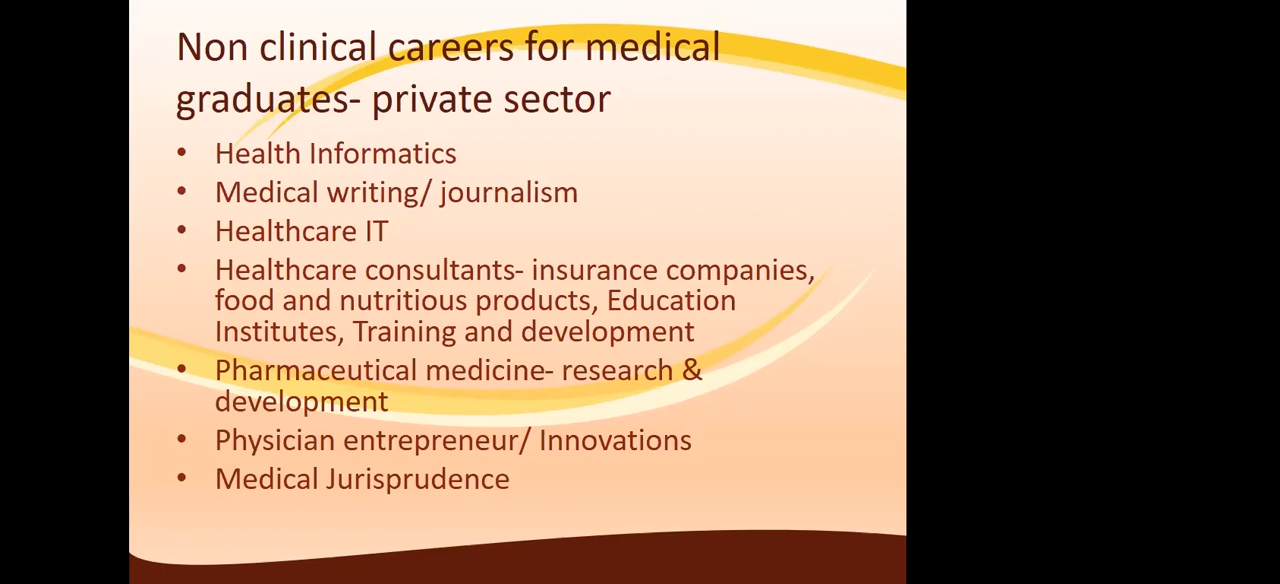 Non clinical careers for medical
graduates- private sector
• Health Informatics
• Medical writing/ journalism
• Healthcare IT
• Healthcare consultants- insurance companies,
food and nutritious products, Education
Institutes, Training and development
• Pharmaceutical medicine- research &
development
• Physician entrepreneur/ Innovations
• Medical Jurisprudence